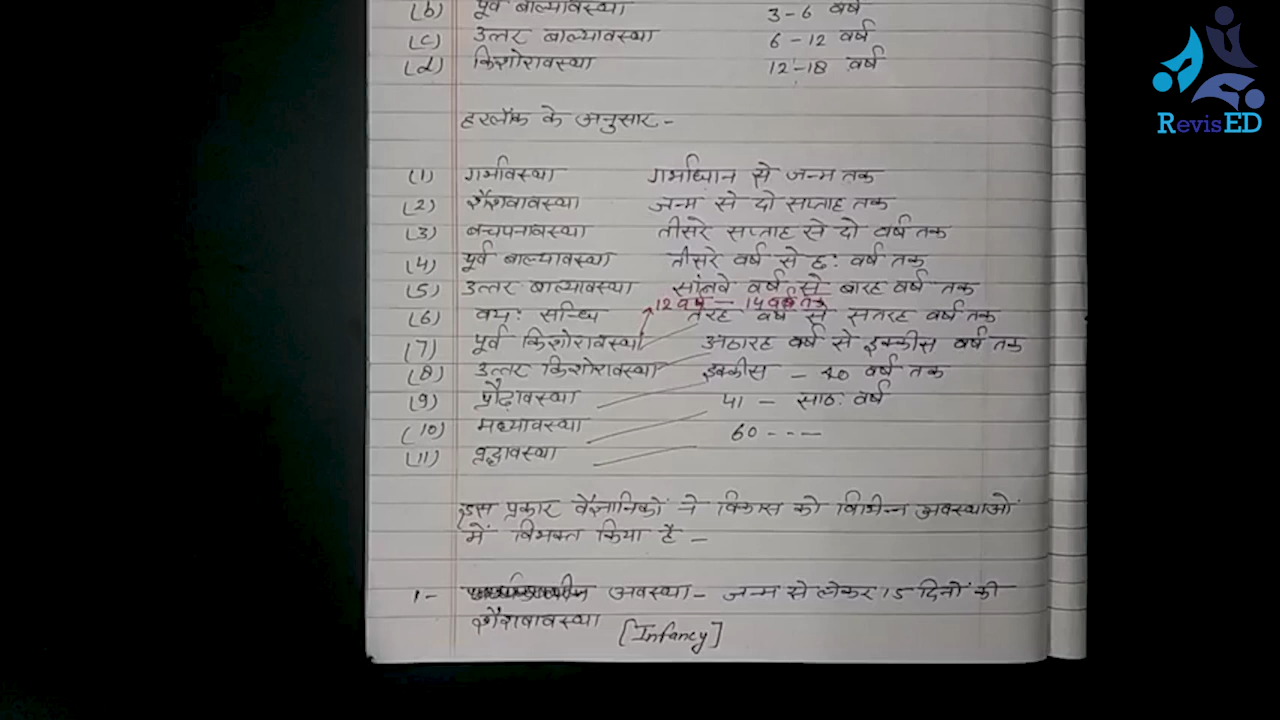 (b) पूर्व बाल्यावस्था 3-6 वर्ष
(c) उत्तर बाल्यावस्था 6-12 वर्ष
(d) किशोरावस्था 12-18 वर्ष
हरलॉक के अनुसार-
(1) गर्भावस्था गर्भाधान से जन्म तक
(2) शैशवावस्था जन्म से दो सप्ताह तक
(3) बचपनावस्था तीसरे सप्ताह से दो वर्ष तक
(4) पूर्व बाल्यावस्था तीसरे वर्ष से छः वर्ष तक
(5) उत्तर बाल्यावस्था सांतवे वर्ष से बारह वर्ष तक
12 वर्ष - 14 वर्ष तक
(6) वयः सन्धि तेरह वर्ष से सतरह वर्ष तक
(7) पूर्व किशोरावस्था अठारह वर्ष से इक्कीस वर्ष तक
(8) उत्तर किशोरावस्था इक्कीस - 40 वर्ष तक
(9) प्रौढ़ावस्था 41 - साठः वर्ष
(10) मध्यावस्था 60 - - -
(11) वृद्धावस्था
इस प्रकार वैज्ञानिकों ने विकास को विभिन्न अवस्थाओं
में विभक्त किया है -
1- अवस्था - जन्म से लेकर 15 दिनों की
शैशवावस्था [Infancy]
RevisED